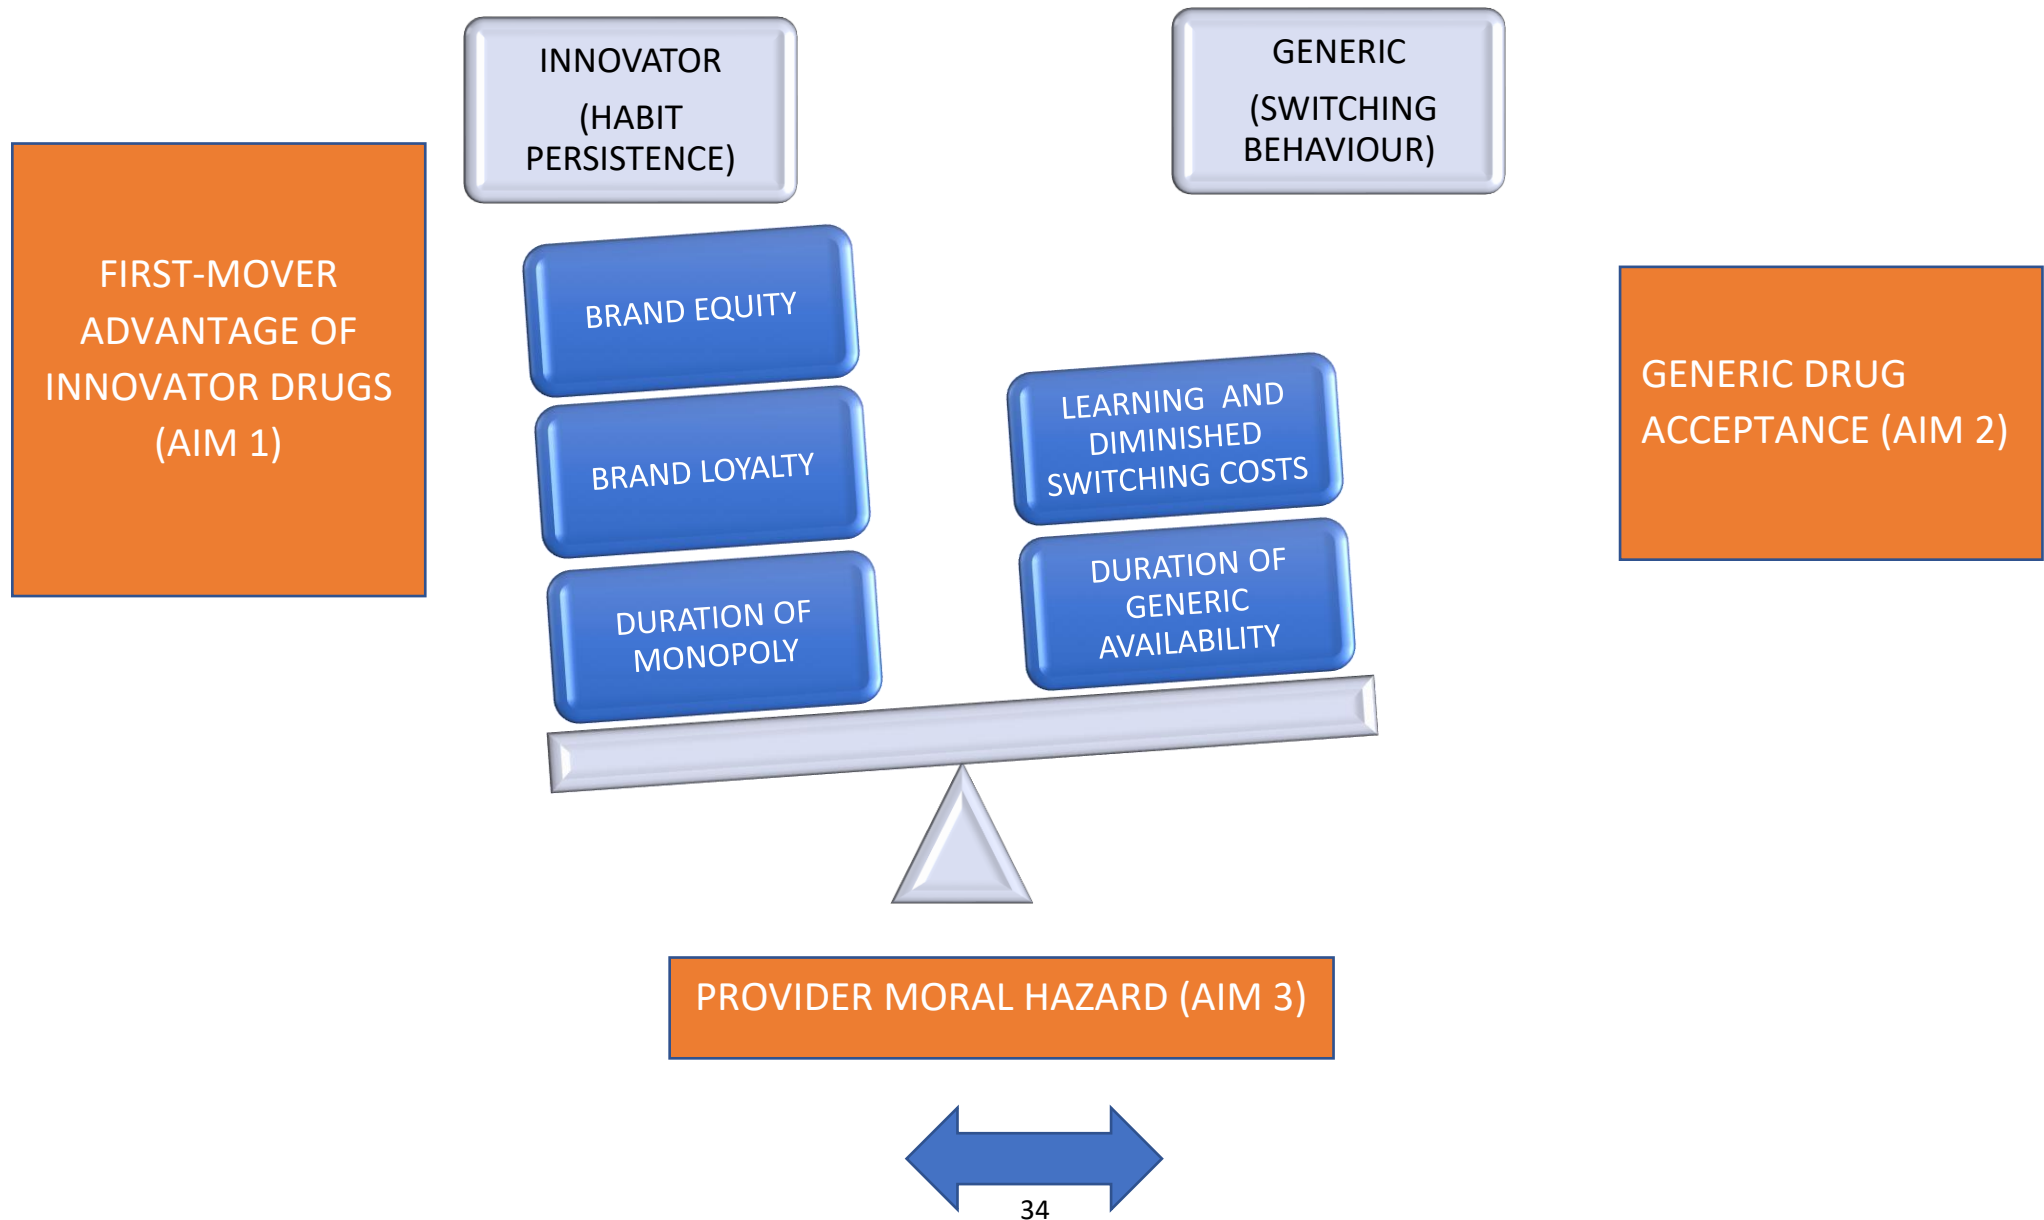 INNOVATOR
(HABIT
PERSISTENCE)
GENERIC
(SWITCHING
BEHAVIOUR)
FIRST-MOVER
ADVANTAGE OF
INNOVATOR DRUGS
(AIM 1)
BRAND EQUITY
BRAND LOYALTY
DURATION OF
MONOPOLY
LEARNING AND
DIMINISHED
SWITCHING COSTS
DURATION OF
GENERIC
AVAILABILITY
GENERIC DRUG
ACCEPTANCE (AIM 2)
PROVIDER MORAL HAZARD (AIM 3)
34